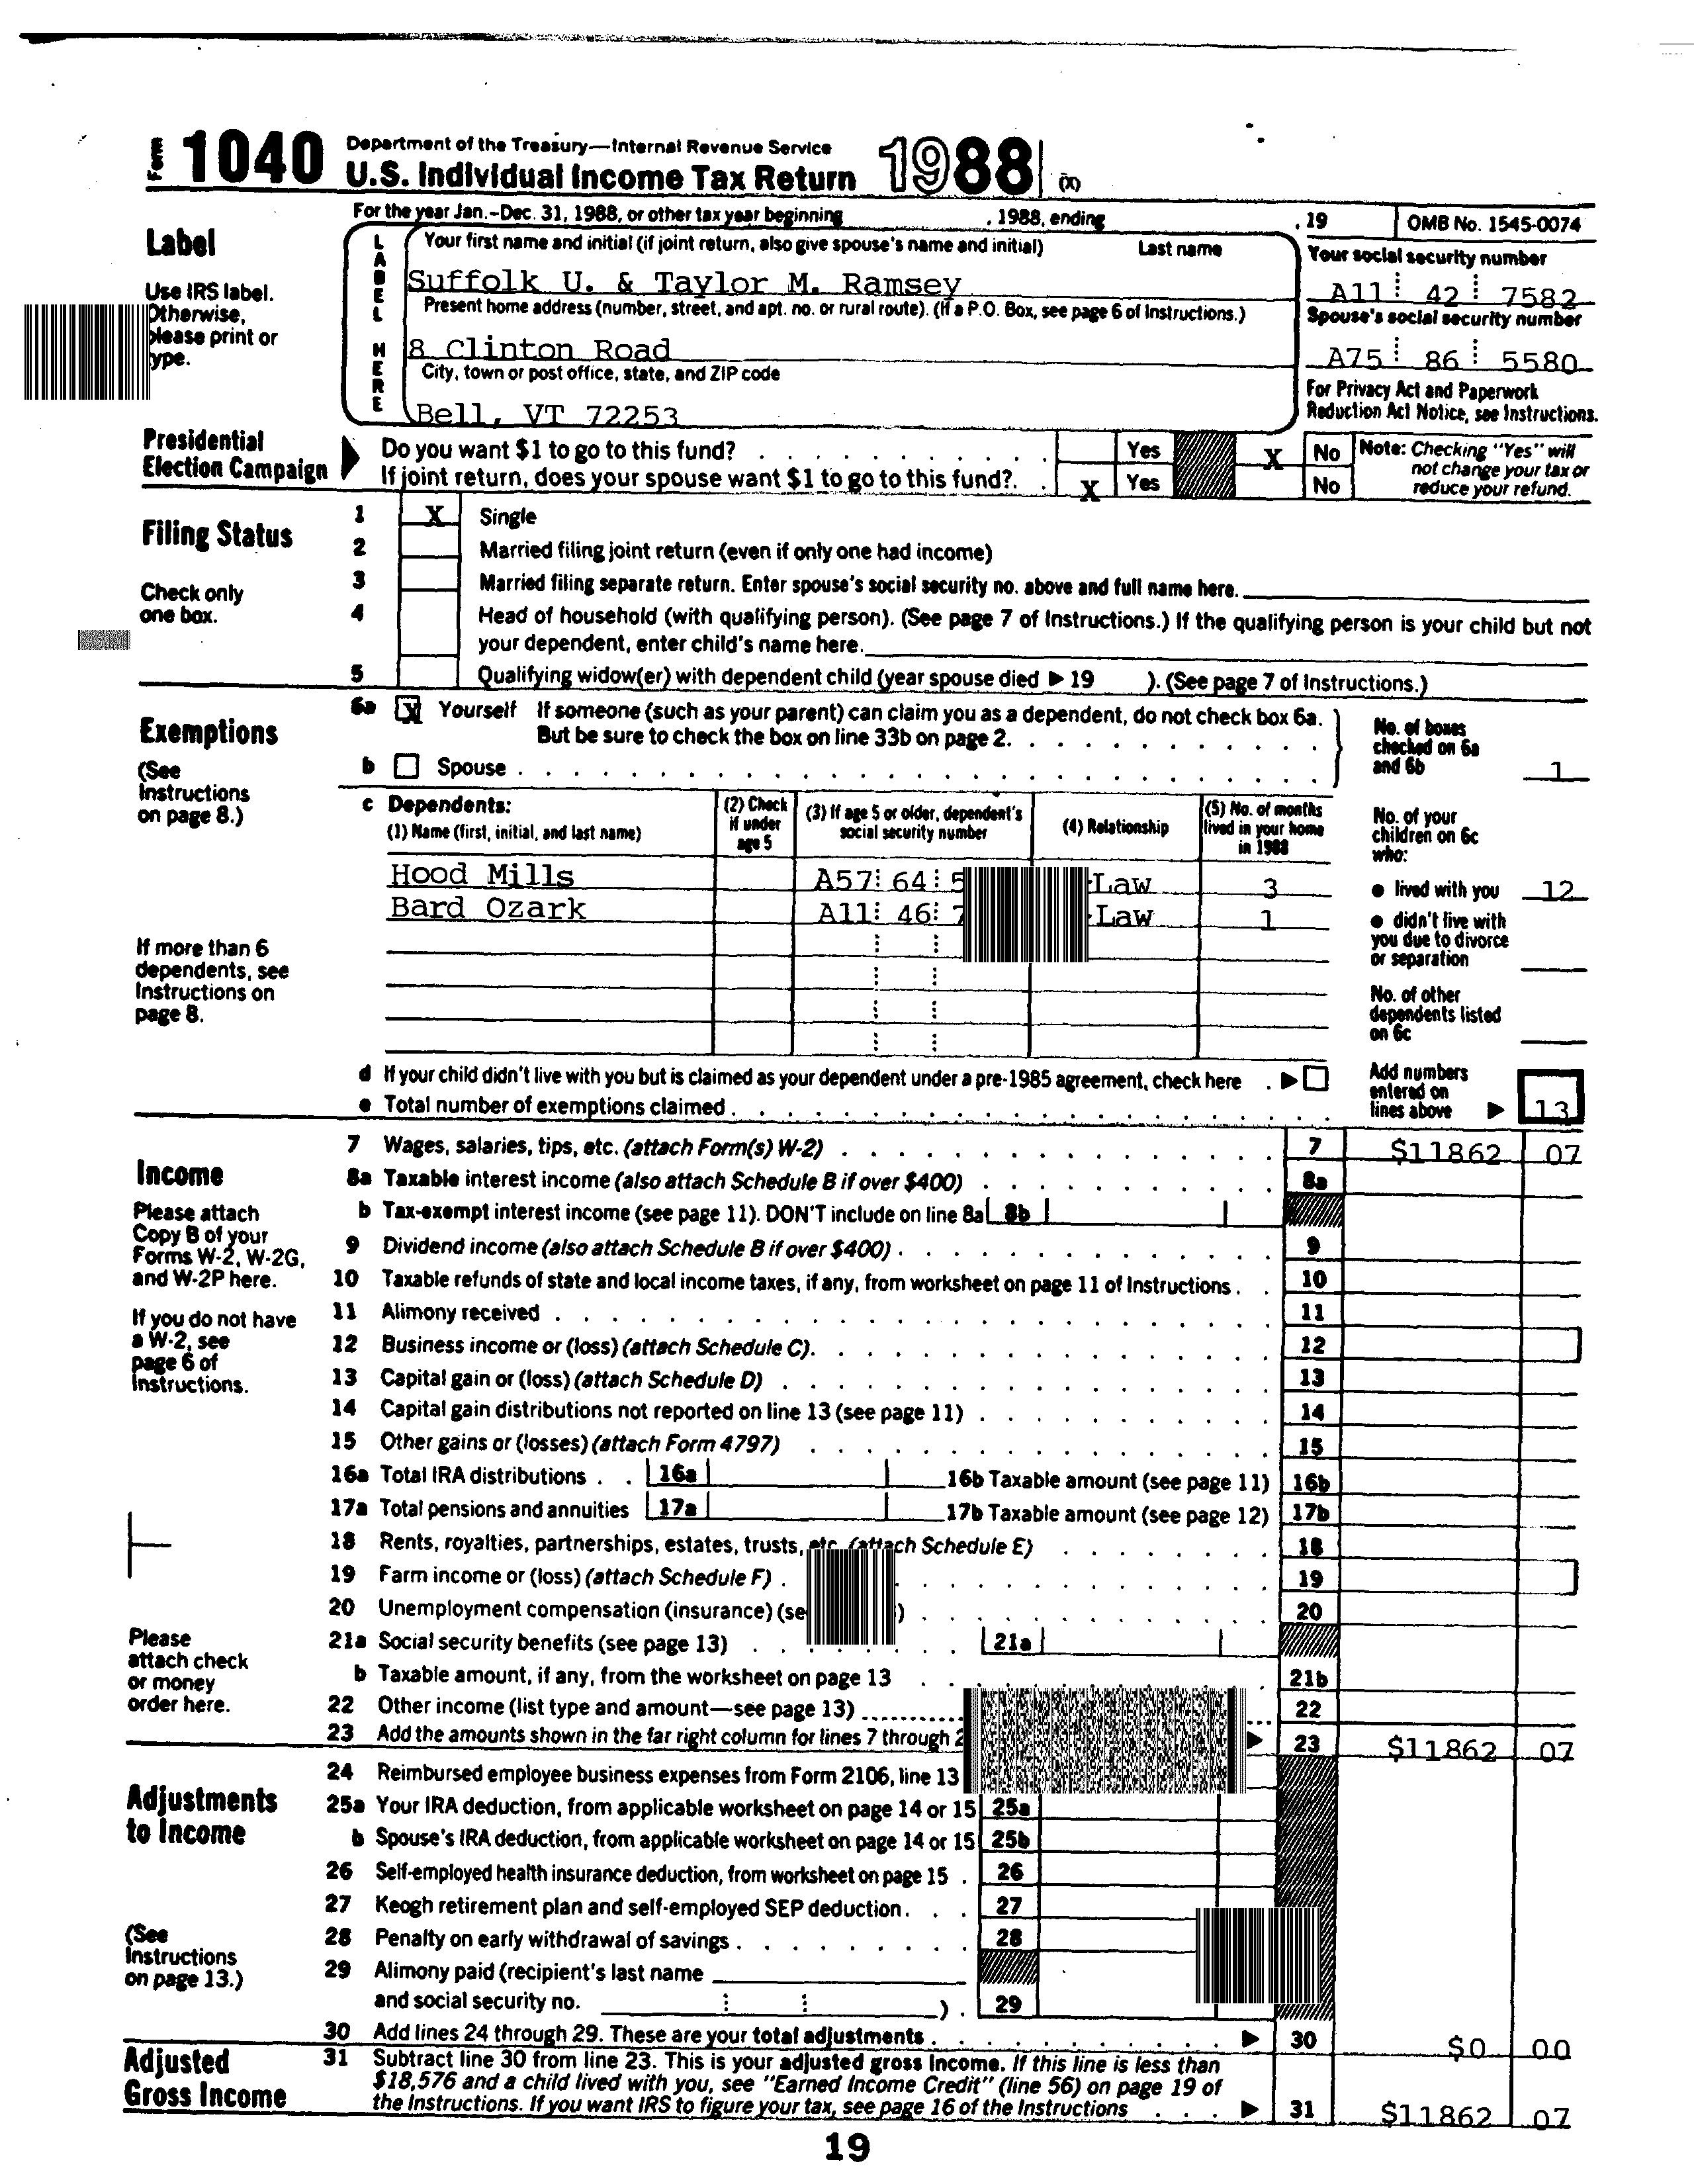 Form 1040 Department of the Treasury—Internal Revenue Service
U.S. Individual Income Tax Return 1988 (X)
For the year Jan.-Dec. 31, 1988, or other tax year beginning , 1988, ending , 19 OMB No. 1545-0074
Label
Use IRS label.
Otherwise,
please print or
ype.
LABEL HERE
Your first name and initial (if joint return, also give spouse's name and initial) Last name
Suffolk U. & Taylor M. Ramsey
Your social security number
A11 42 7582
Present home address (number, street, and apt. no. or rural route). (If a P.O. Box, see page 6 of Instructions.)
8 Clinton Road
Spouse's social security number
A75 86 5580
City, town or post office, state, and ZIP code
Bell, VT 72253
For Privacy Act and Paperwork
Reduction Act Notice, see Instructions.
Presidential
Election Campaign
Do you want $1 to go to this fund? Yes X No
If joint return, does your spouse want $1 to go to this fund? X Yes No
Note: Checking "Yes" will
not change your tax or
reduce your refund.
Filing Status
Check only
one box.
1 X Single
2 Married filing joint return (even if only one had income)
3 Married filing separate return. Enter spouse's social security no. above and full name here.
4 Head of household (with qualifying person). (See page 7 of Instructions.) If the qualifying person is your child but not
your dependent, enter child's name here.
5 Qualifying widow(er) with dependent child (year spouse died ▶ 19 ). (See page 7 of Instructions.)
Exemptions
(See
Instructions
on page 8.)
6a X Yourself If someone (such as your parent) can claim you as a dependent, do not check box 6a.
But be sure to check the box on line 33b on page 2.
b Spouse
No. of boxes
checked on 6a
and 6b 1
c Dependents:
(1) Name (first, initial, and last name)
(2) Check
if under
age 5
(3) If age 5 or older, dependent's
social security number
(4) Relationship
(5) No. of months
lived in your home
in 1988
Hood Mills A57 64 5 -Law 3
Bard Ozark A11 46 7 -Law 1
If more than 6
dependents, see
Instructions on
page 8.
No. of your
children on 6c
who:
● lived with you 12
● didn't live with
you due to divorce
or separation
No. of other
dependents listed
on 6c
d If your child didn't live with you but is claimed as your dependent under a pre-1985 agreement, check here ▶
e Total number of exemptions claimed
Add numbers
entered on
lines above ▶ 13
Income
Please attach
Copy B of your
Forms W-2, W-2G,
and W-2P here.
If you do not have
a W-2, see
page 6 of
Instructions.
Please
attach check
or money
order here.
7 Wages, salaries, tips, etc. (attach Form(s) W-2) 7 $11862 07
8a Taxable interest income (also attach Schedule B if over $400) 8a
b Tax-exempt interest income (see page 11). DON'T include on line 8a 8b
9 Dividend income (also attach Schedule B if over $400) 9
10 Taxable refunds of state and local income taxes, if any, from worksheet on page 11 of Instructions 10
11 Alimony received 11
12 Business income or (loss) (attach Schedule C) 12
13 Capital gain or (loss) (attach Schedule D) 13
14 Capital gain distributions not reported on line 13 (see page 11) 14
15 Other gains or (losses) (attach Form 4797) 15
16a Total IRA distributions 16a 16b Taxable amount (see page 11) 16b
17a Total pensions and annuities 17a 17b Taxable amount (see page 12) 17b
18 Rents, royalties, partnerships, estates, trusts, etc. (attach Schedule E) 18
19 Farm income or (loss) (attach Schedule F) 19
20 Unemployment compensation (insurance) (se ) 20
21a Social security benefits (see page 13) 21a
b Taxable amount, if any, from the worksheet on page 13 21b
22 Other income (list type and amount—see page 13) 22
23 Add the amounts shown in the far right column for lines 7 through 2 ▶ 23 $11862 07
Adjustments
to Income
(See
Instructions
on page 13.)
24 Reimbursed employee business expenses from Form 2106, line 13
25a Your IRA deduction, from applicable worksheet on page 14 or 15 25a
b Spouse's IRA deduction, from applicable worksheet on page 14 or 15 25b
26 Self-employed health insurance deduction, from worksheet on page 15 26
27 Keogh retirement plan and self-employed SEP deduction 27
28 Penalty on early withdrawal of savings 28
29 Alimony paid (recipient's last name
and social security no. ) 29
30 Add lines 24 through 29. These are your total adjustments ▶ 30 $0 00
Adjusted
Gross Income
31 Subtract line 30 from line 23. This is your adjusted gross income. If this line is less than
$18,576 and a child lived with you, see "Earned Income Credit" (line 56) on page 19 of
the Instructions. If you want IRS to figure your tax, see page 16 of the Instructions ▶ 31 $11862 07
19